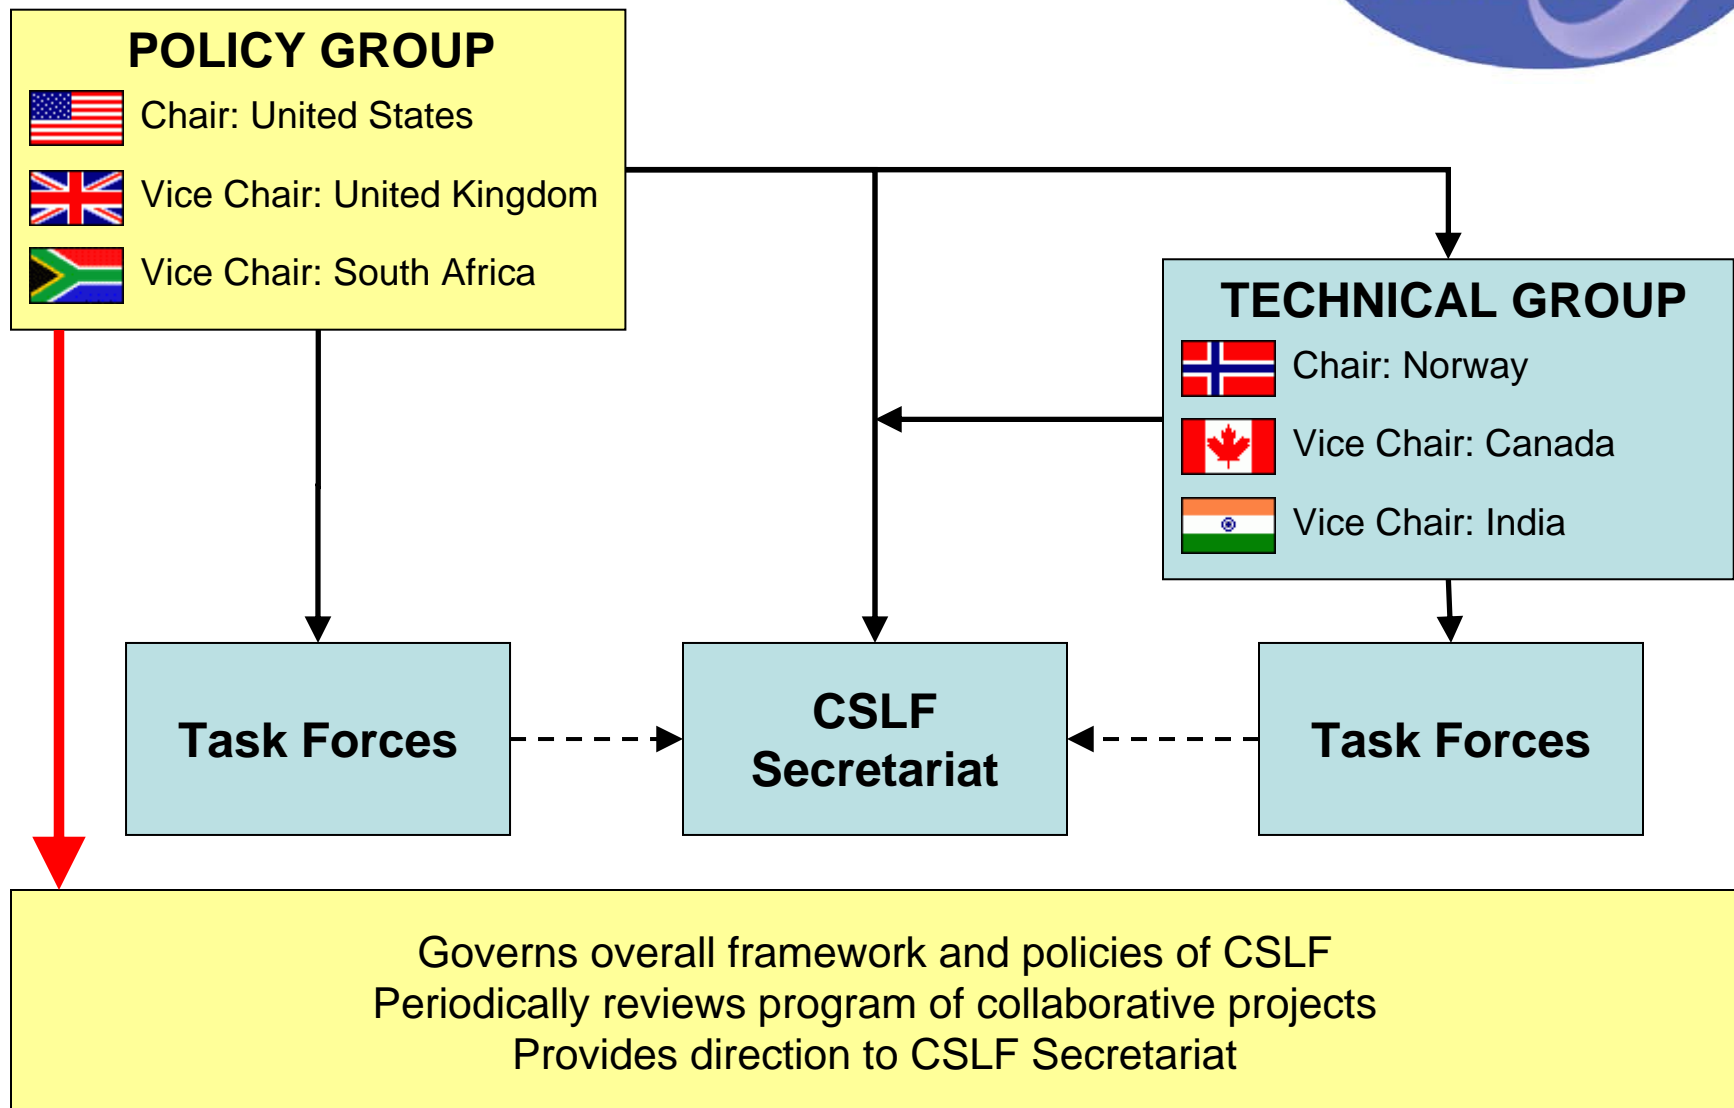 POLICY GROUP
Chair: United States
Vice Chair: United Kingdom
Vice Chair: South Africa
TECHNICAL GROUP
Chair: Norway
Vice Chair: Canada
Vice Chair: India
Task Forces
CSLF
Secretariat
Task Forces
Governs overall framework and policies of CSLF
Periodically reviews program of collaborative projects
Provides direction to CSLF Secretariat